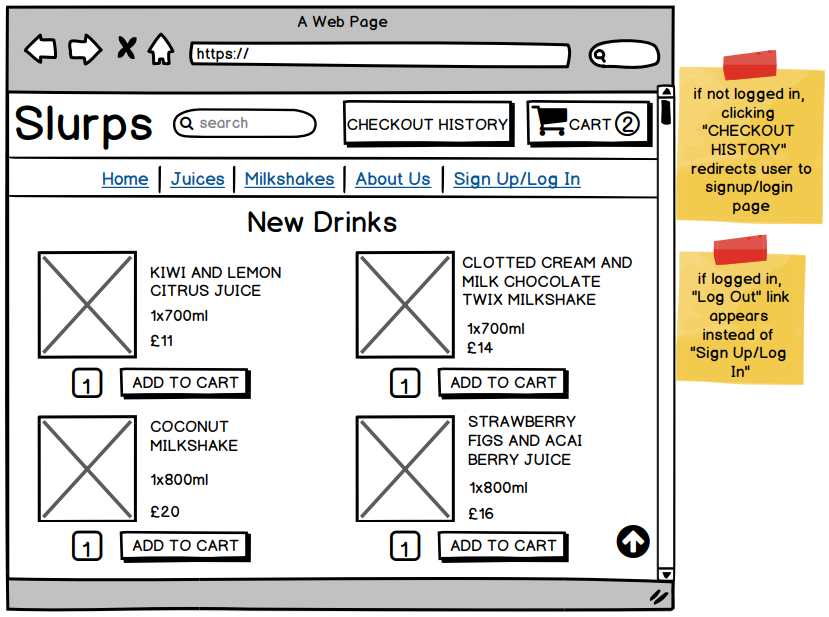 A Web Page
https://
Slurps
search
CHECKOUT HISTORY
CART 2
Home
Juices
Milkshakes
About Us
Sign Up/Log In
New Drinks
KIWI AND LEMON
CITRUS JUICE
1x700ml
£11
1
ADD TO CART
CLOTTED CREAM AND
MILK CHOCOLATE
TWIX MILKSHAKE
1x700ml
£14
1
ADD TO CART
COCONUT
MILKSHAKE
1x800ml
£20
1
ADD TO CART
STRAWBERRY
FIGS AND ACAI
BERRY JUICE
1x800ml
£16
1
ADD TO CART
if not logged in,
clicking
"CHECKOUT
HISTORY"
redirects user to
signup/login
page
if logged in,
"Log Out" link
appears
instead of
"Sign Up/Log
In"